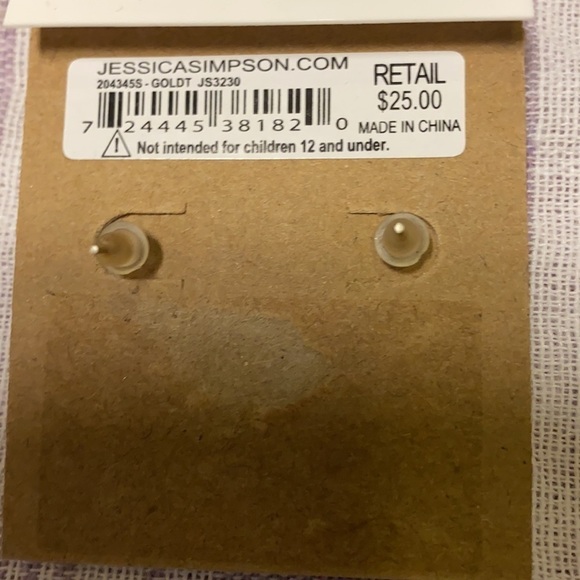 JESSICASIMPSON.COM
204345S - GOLDT JS3230
RETAIL
$25.00
7 24445 38182 0
MADE IN CHINA
! Not intended for children 12 and under.